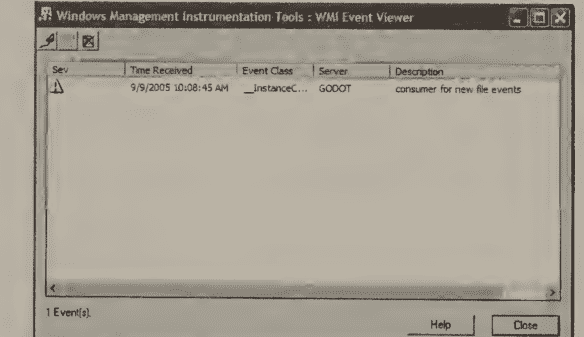 Windows Management Instrumentation Tools : WMI Event Viewer
Sev Time Received Event Class Server Description
9/9/2005 10:08:45 AM __InstanceC... GODOT consumer for new file events
1 Event(s).
Help Close